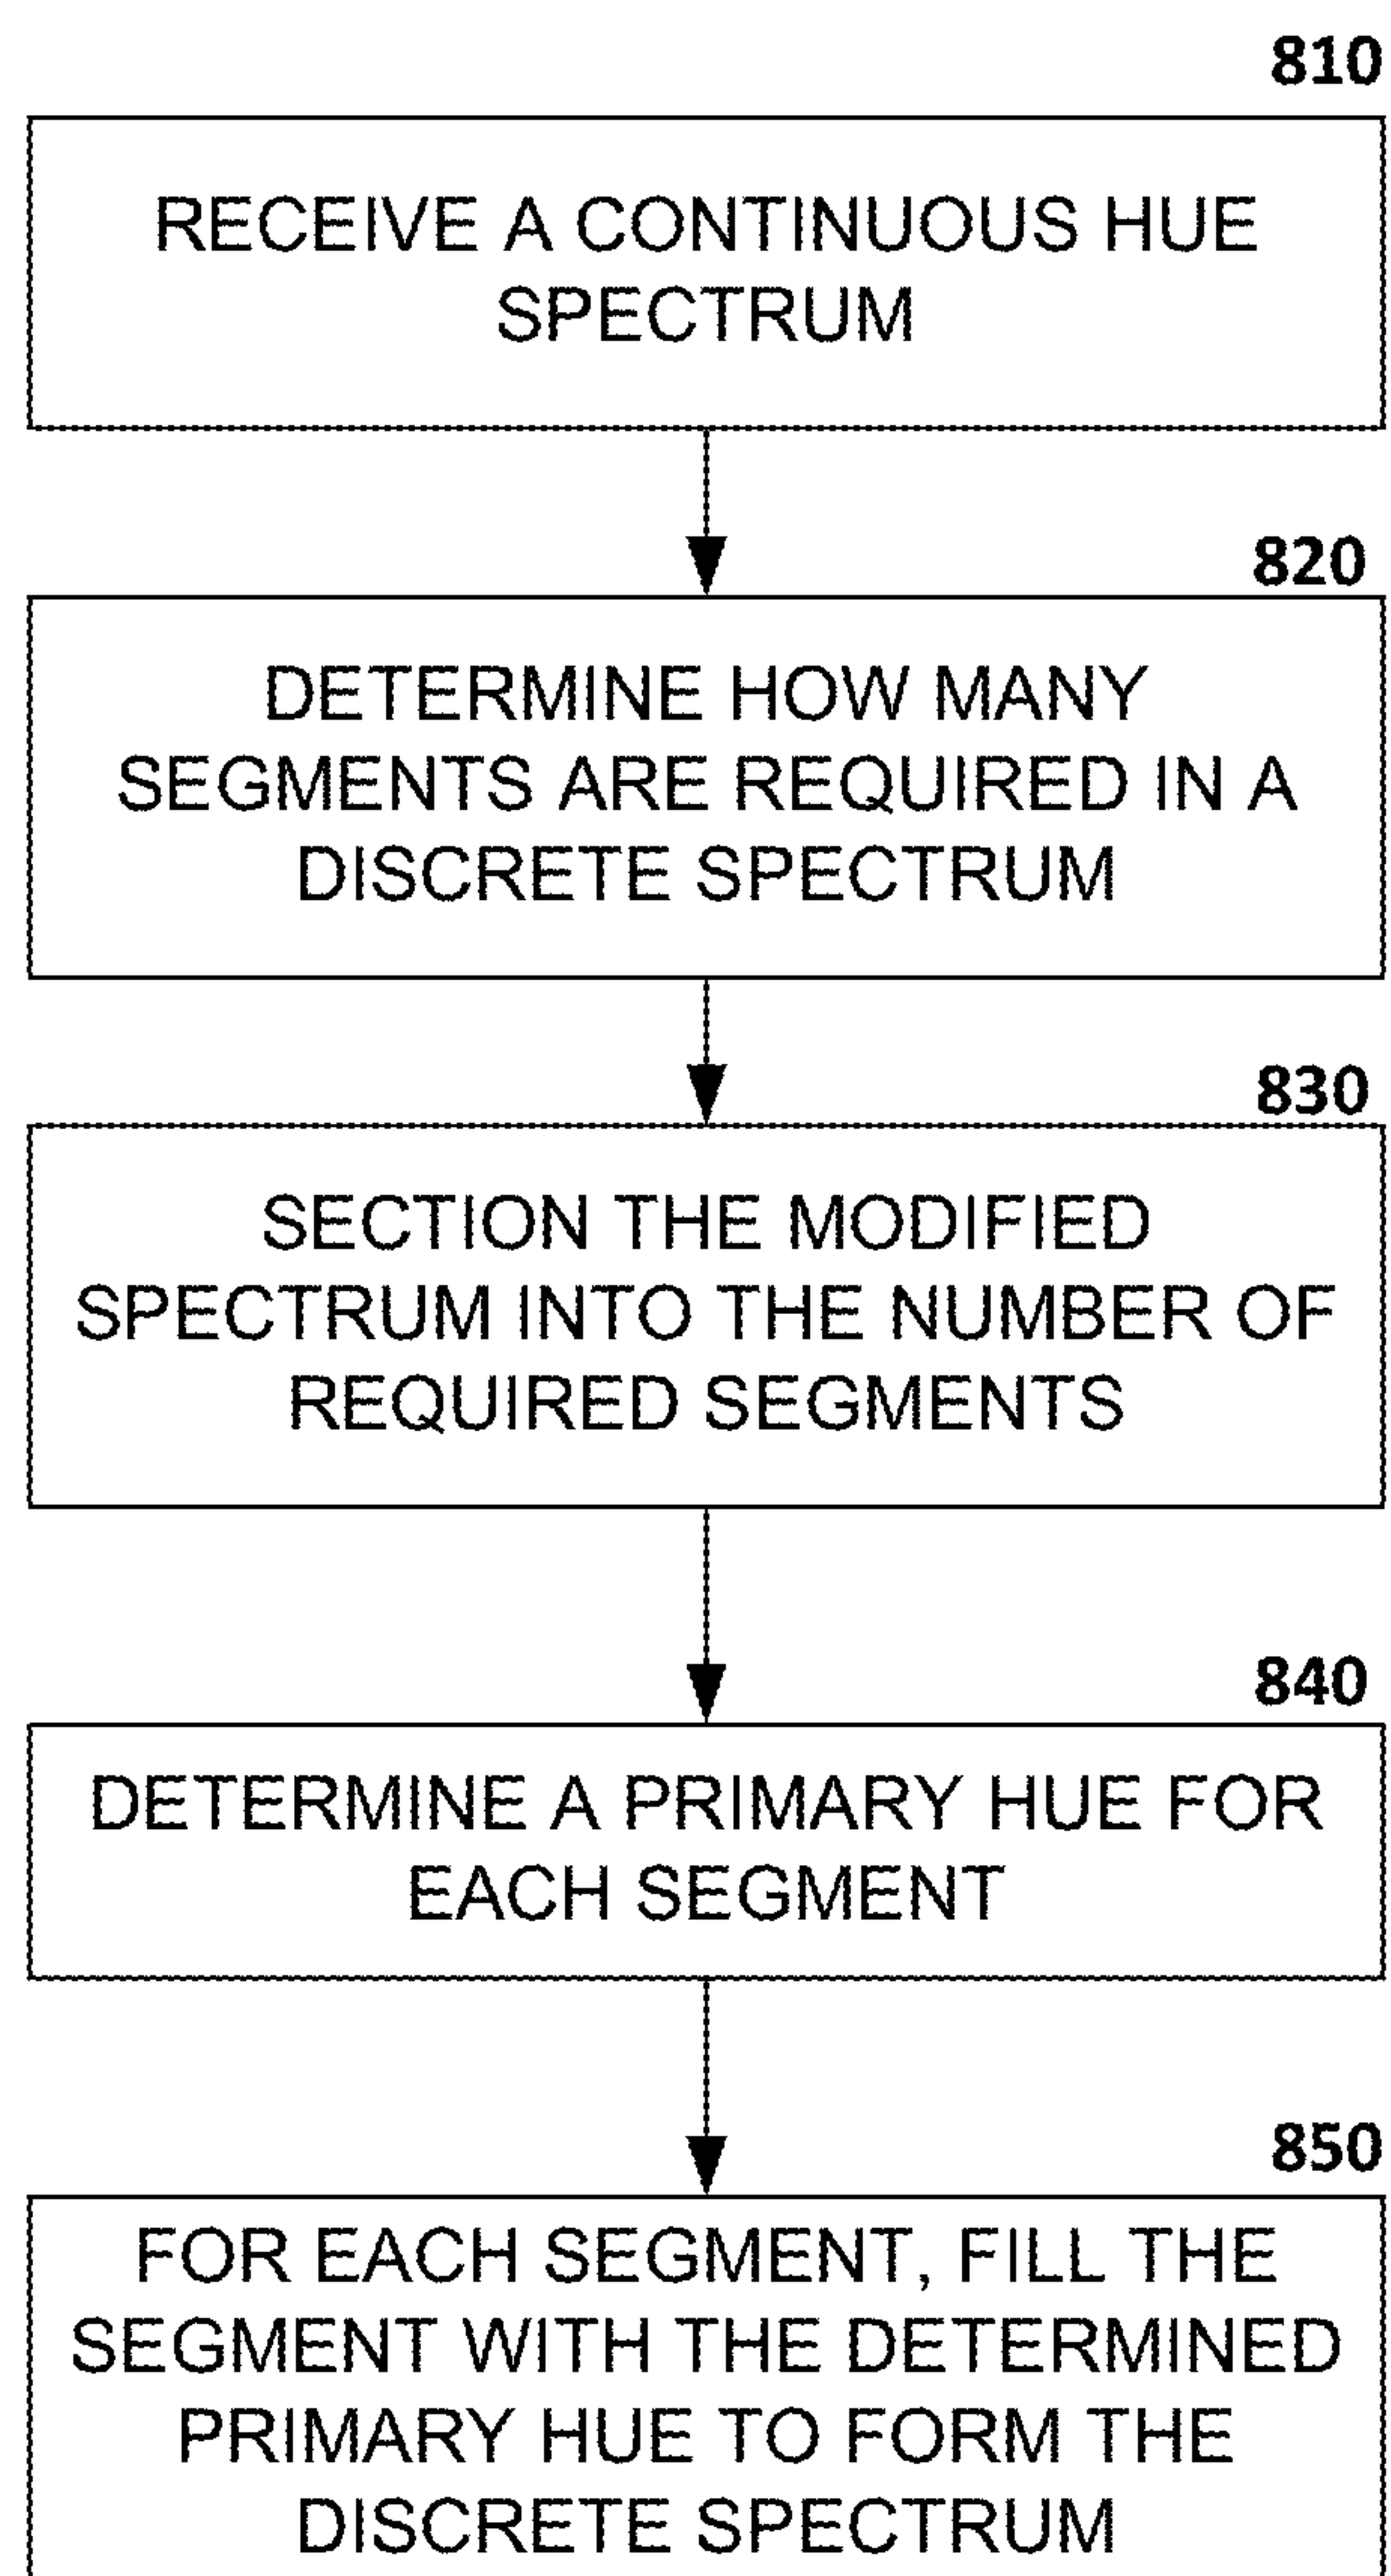 810
RECEIVE A CONTINUOUS HUE
SPECTRUM
820
DETERMINE HOW MANY
SEGMENTS ARE REQUIRED IN A
DISCRETE SPECTRUM
830
SECTION THE MODIFIED
SPECTRUM INTO THE NUMBER OF
REQUIRED SEGMENTS
840
DETERMINE A PRIMARY HUE FOR
EACH SEGMENT
850
FOR EACH SEGMENT, FILL THE
SEGMENT WITH THE DETERMINED
PRIMARY HUE TO FORM THE
DISCRETE SPECTRUM